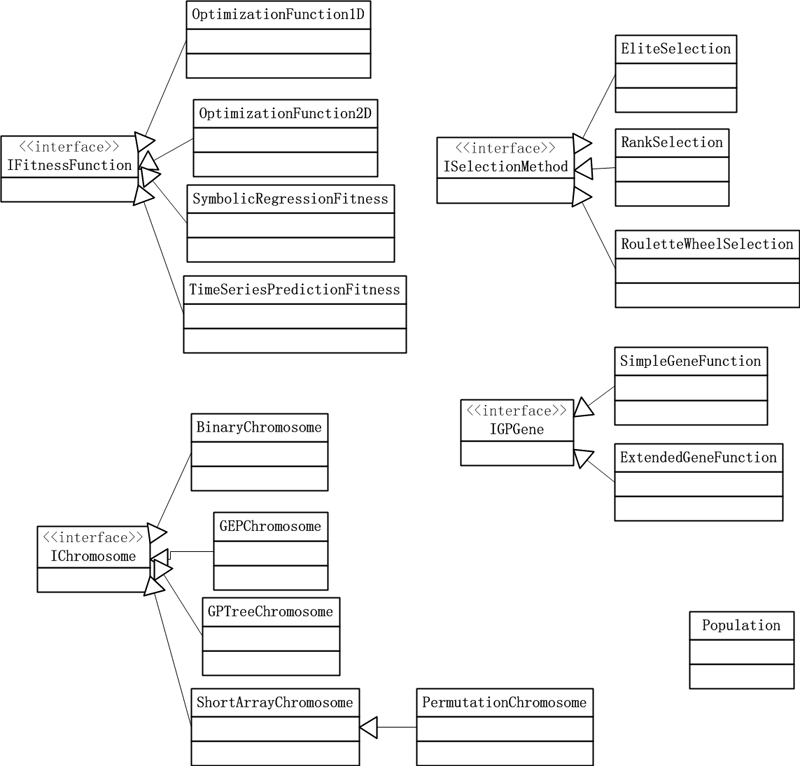 OptimizationFunction1D
OptimizationFunction2D
<<interface>>
IFitnessFunction
SymbolicRegressionFitness
TimeSeriesPredictionFitness
EliteSelection
<<interface>>
ISelectionMethod
RankSelection
RouletteWheelSelection
SimpleGeneFunction
<<interface>>
IGPGene
ExtendedGeneFunction
BinaryChromosome
<<interface>>
IChromosome
GEPChromosome
GPTreeChromosome
ShortArrayChromosome
PermutationChromosome
Population